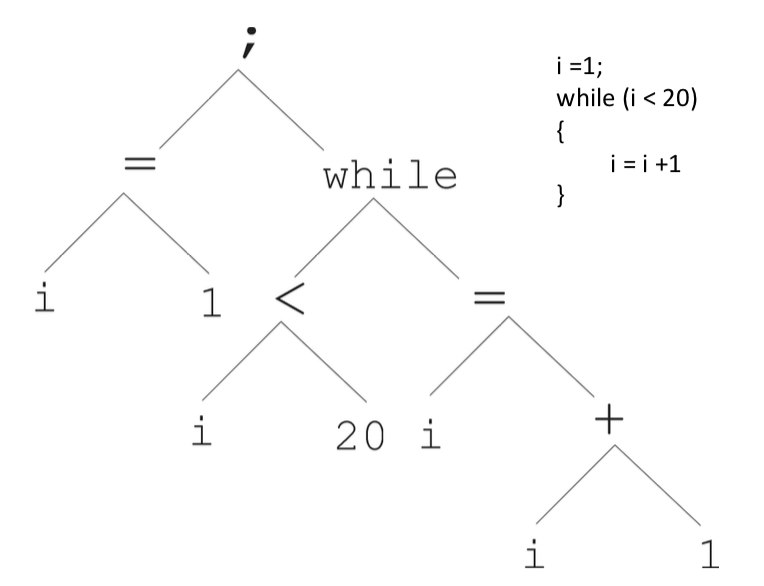 ;
i =1;
while (i < 20)
{
i = i +1
}
= while
i 1 < =
i 20 i +
i 1